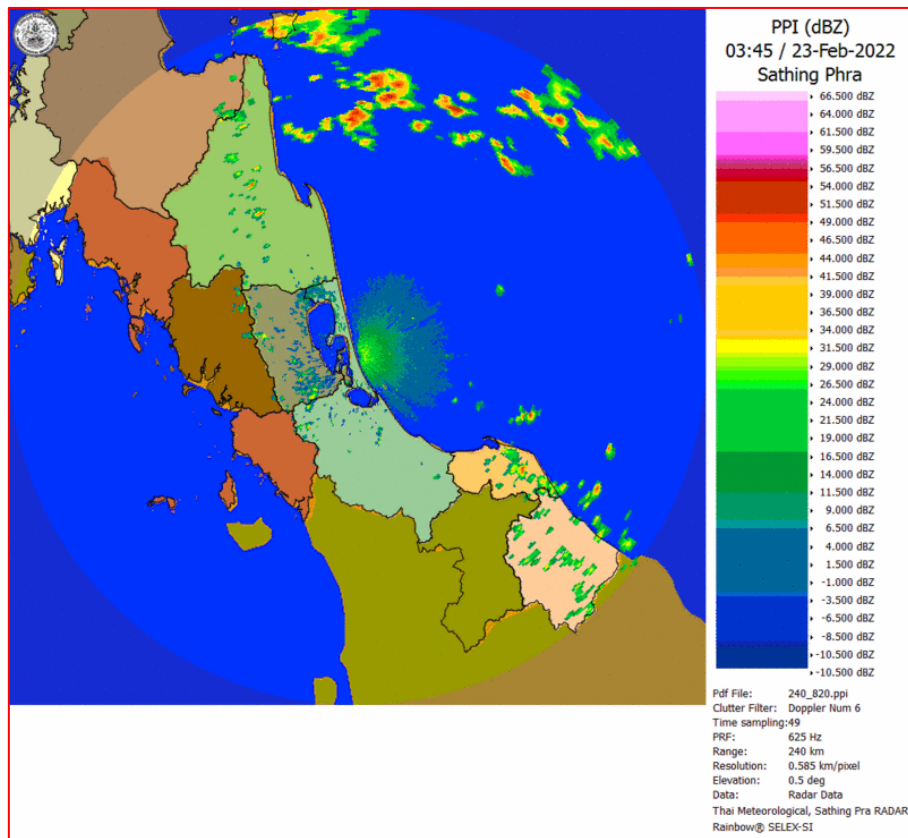 PPI (dBZ)
03:45 / 23-Feb-2022
Sathing Phra
66.500 dBZ
64.000 dBZ
61.500 dBZ
59.500 dBZ
56.500 dBZ
54.000 dBZ
51.500 dBZ
49.000 dBZ
46.500 dBZ
44.000 dBZ
41.500 dBZ
39.000 dBZ
36.500 dBZ
34.000 dBZ
31.500 dBZ
29.000 dBZ
26.500 dBZ
24.000 dBZ
21.500 dBZ
19.000 dBZ
16.500 dBZ
14.000 dBZ
11.500 dBZ
9.000 dBZ
6.500 dBZ
4.000 dBZ
1.500 dBZ
-1.000 dBZ
-3.500 dBZ
-6.500 dBZ
-8.500 dBZ
-10.500 dBZ
-10.500 dBZ
Pdf File: 240_820.ppi
Clutter Filter: Doppler Num 6
Time sampling:49
PRF: 625 Hz
Range: 240 km
Resolution: 0.585 km/pixel
Elevation: 0.5 deg
Data: Radar Data
Thai Meteorological, Sathing Pra RADAR
Rainbow® SELEX-SI